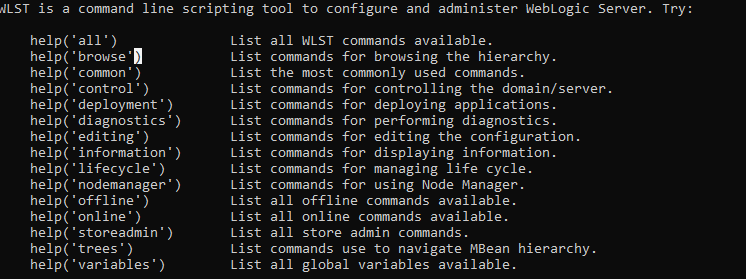 WLST is a command line scripting tool to configure and administer WebLogic Server. Try:
help('all') List all WLST commands available.
help('browse') List commands for browsing the hierarchy.
help('common') List the most commonly used commands.
help('control') List commands for controlling the domain/server.
help('deployment') List commands for deploying applications.
help('diagnostics') List commands for performing diagnostics.
help('editing') List commands for editing the configuration.
help('information') List commands for displaying information.
help('lifecycle') List commands for managing life cycle.
help('nodemanager') List commands for using Node Manager.
help('offline') List all offline commands available.
help('online') List all online commands available.
help('storeadmin') List all store admin commands.
help('trees') List commands use to navigate MBean hierarchy.
help('variables') List all global variables available.